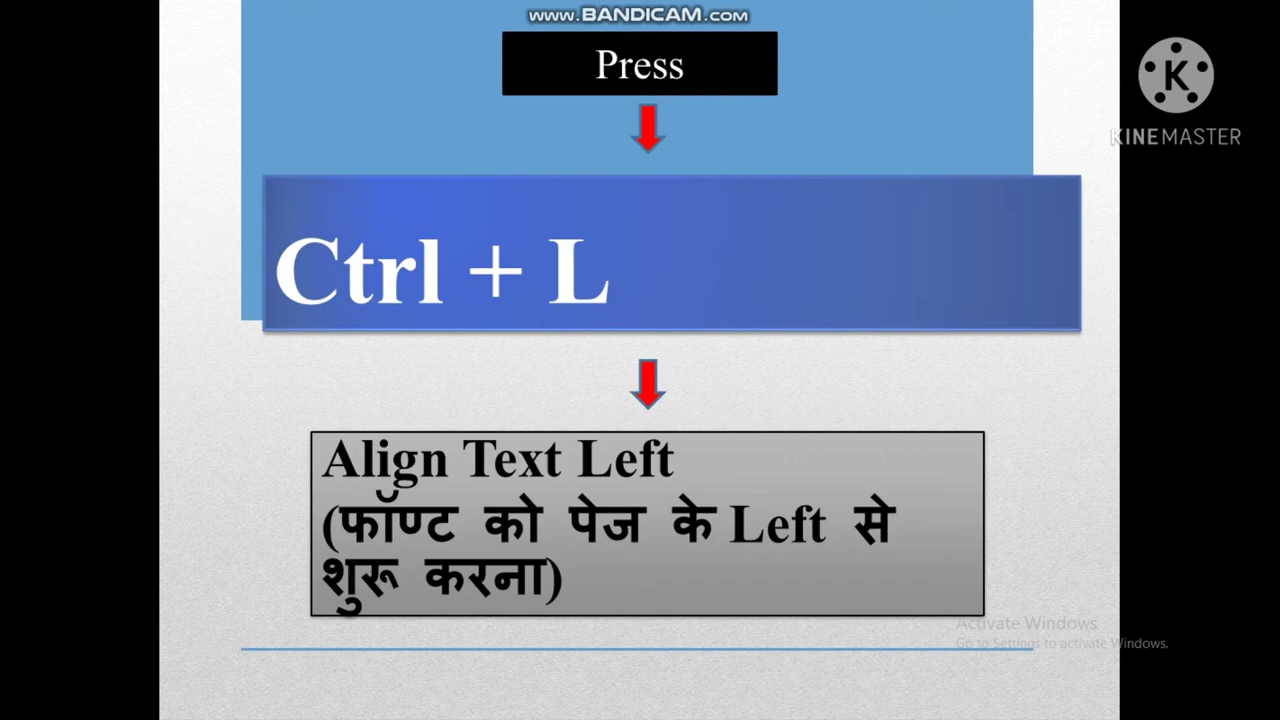 www.BANDICAM.com
Press
K
KINEMASTER
Ctrl + L
Align Text Left
(फॉण्ट को पेज के Left से
शुरू करना)
Activate Windows
Go to Settings to activate Windows.